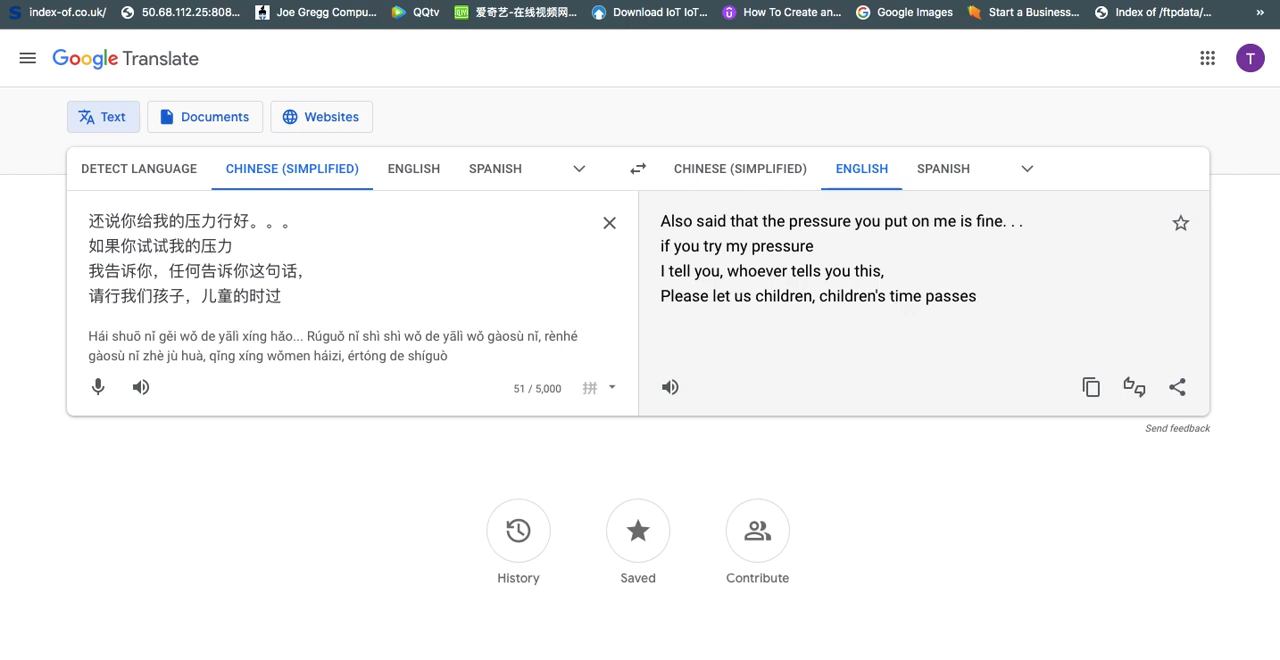 index-of.co.uk/ 50.68.112.25:808... Joe Gregg Compu... QQtv 爱奇艺-在线视频网... Download IoT IoT... How To Create an... Google Images Start a Business... Index of /ftpdata/... »
Google Translate T
Text Documents Websites
DETECT LANGUAGE CHINESE (SIMPLIFIED) ENGLISH SPANISH CHINESE (SIMPLIFIED) ENGLISH SPANISH
还说你给我的压力行好。。。
如果你试试我的压力
我告诉你，任何告诉你这句话，
请行我们孩子，儿童的时过
Hái shuō nǐ gěi wǒ de yālì xíng hǎo... Rúguǒ nǐ shì shì wǒ de yālì wǒ gàosù nǐ, rènhé
gàosù nǐ zhè jù huà, qǐng xíng wǒmen háizi, értóng de shíguò
51 / 5,000 拼
Also said that the pressure you put on me is fine. . .
if you try my pressure
I tell you, whoever tells you this,
Please let us children, children's time passes
Send feedback
History Saved Contribute